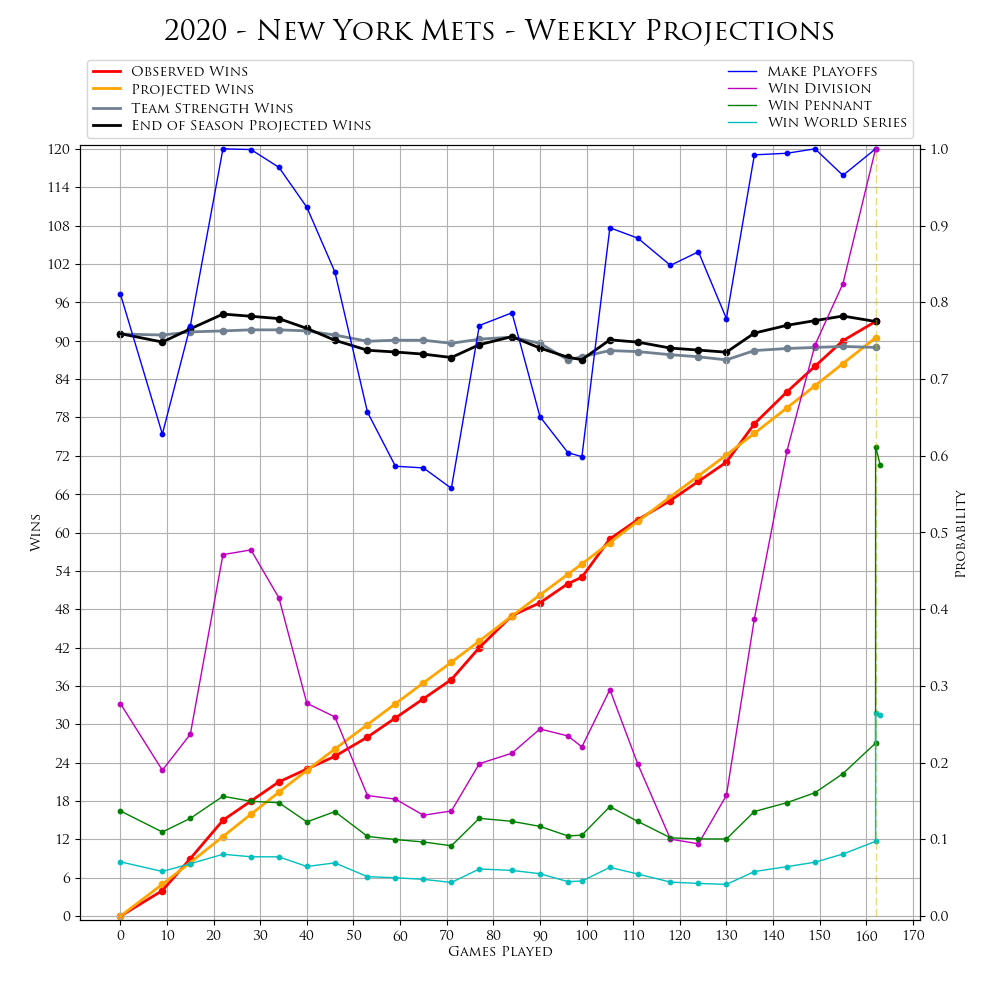 2020 - New York Mets - Weekly Projections
Observed Wins
Projected Wins
Team Strength Wins
End of Season Projected Wins
Make Playoffs
Win Division
Win Pennant
Win World Series
120
114
108
102
96
90
84
78
72
66
60
54
48
42
36
30
24
18
12
6
0
Wins
1.0
0.9
0.8
0.7
0.6
0.5
0.4
0.3
0.2
0.1
0.0
Probability
0 10 20 30 40 50 60 70 80 90 100 110 120 130 140 150 160 170
Games Played